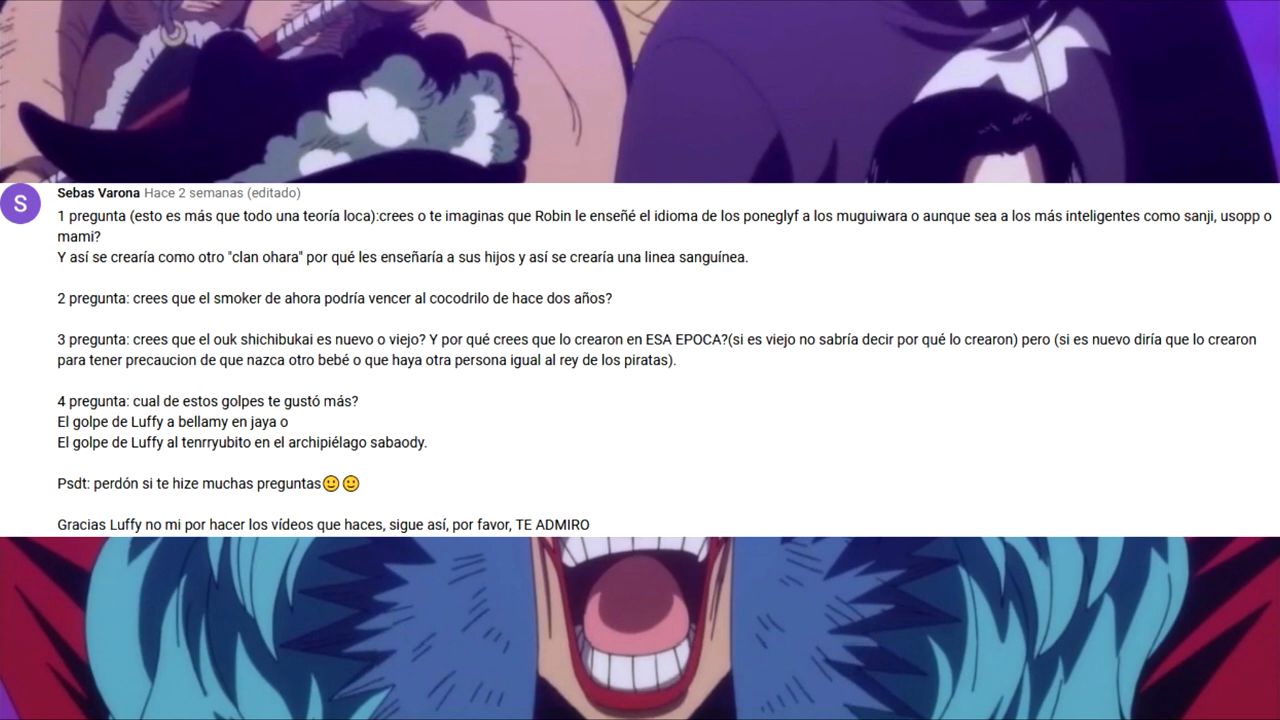 S
Sebas Varona Hace 2 semanas (editado)
1 pregunta (esto es más que todo una teoría loca):crees o te imaginas que Robin le enseñé el idioma de los poneglyf a los muguiwara o aunque sea a los más inteligentes como sanji, usopp o
mami?
Y así se crearía como otro "clan ohara" por qué les enseñaría a sus hijos y así se crearía una linea sanguínea.
2 pregunta: crees que el smoker de ahora podría vencer al cocodrilo de hace dos años?
3 pregunta: crees que el ouk shichibukai es nuevo o viejo? Y por qué crees que lo crearon en ESA EPOCA?(si es viejo no sabría decir por qué lo crearon) pero (si es nuevo diría que lo crearon
para tener precaucion de que nazca otro bebé o que haya otra persona igual al rey de los piratas).
4 pregunta: cual de estos golpes te gustó más?
El golpe de Luffy a bellamy en jaya o
El golpe de Luffy al tenrryubito en el archipiélago sabaody.
Psdt: perdón si te hize muchas preguntas🙂🙂
Gracias Luffy no mi por hacer los vídeos que haces, sigue así, por favor, TE ADMIRO